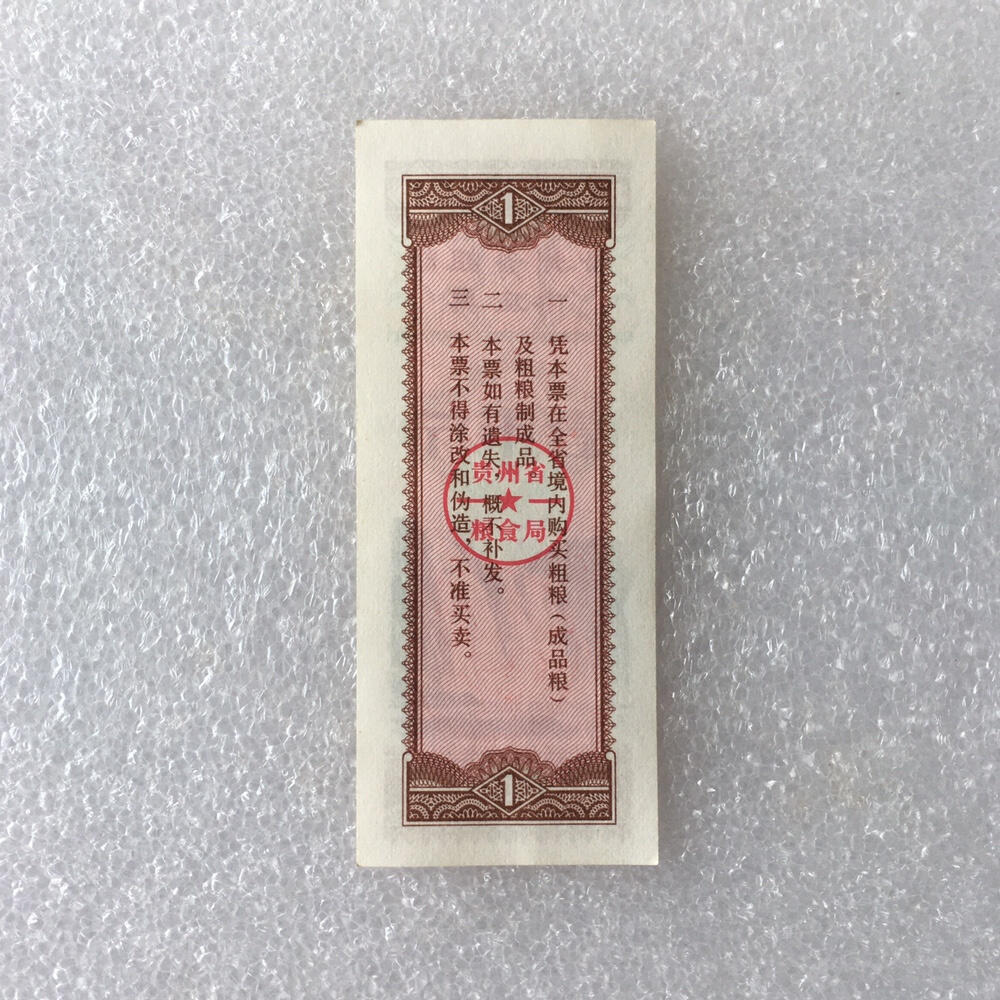 1
一 凭本票在全省境内购买粗粮（成品粮）
及粗粮制成品。
二 本票如有遗失，概不补发。
三 本票不得涂改和伪造，不准买卖。
贵州省
粮食局
1